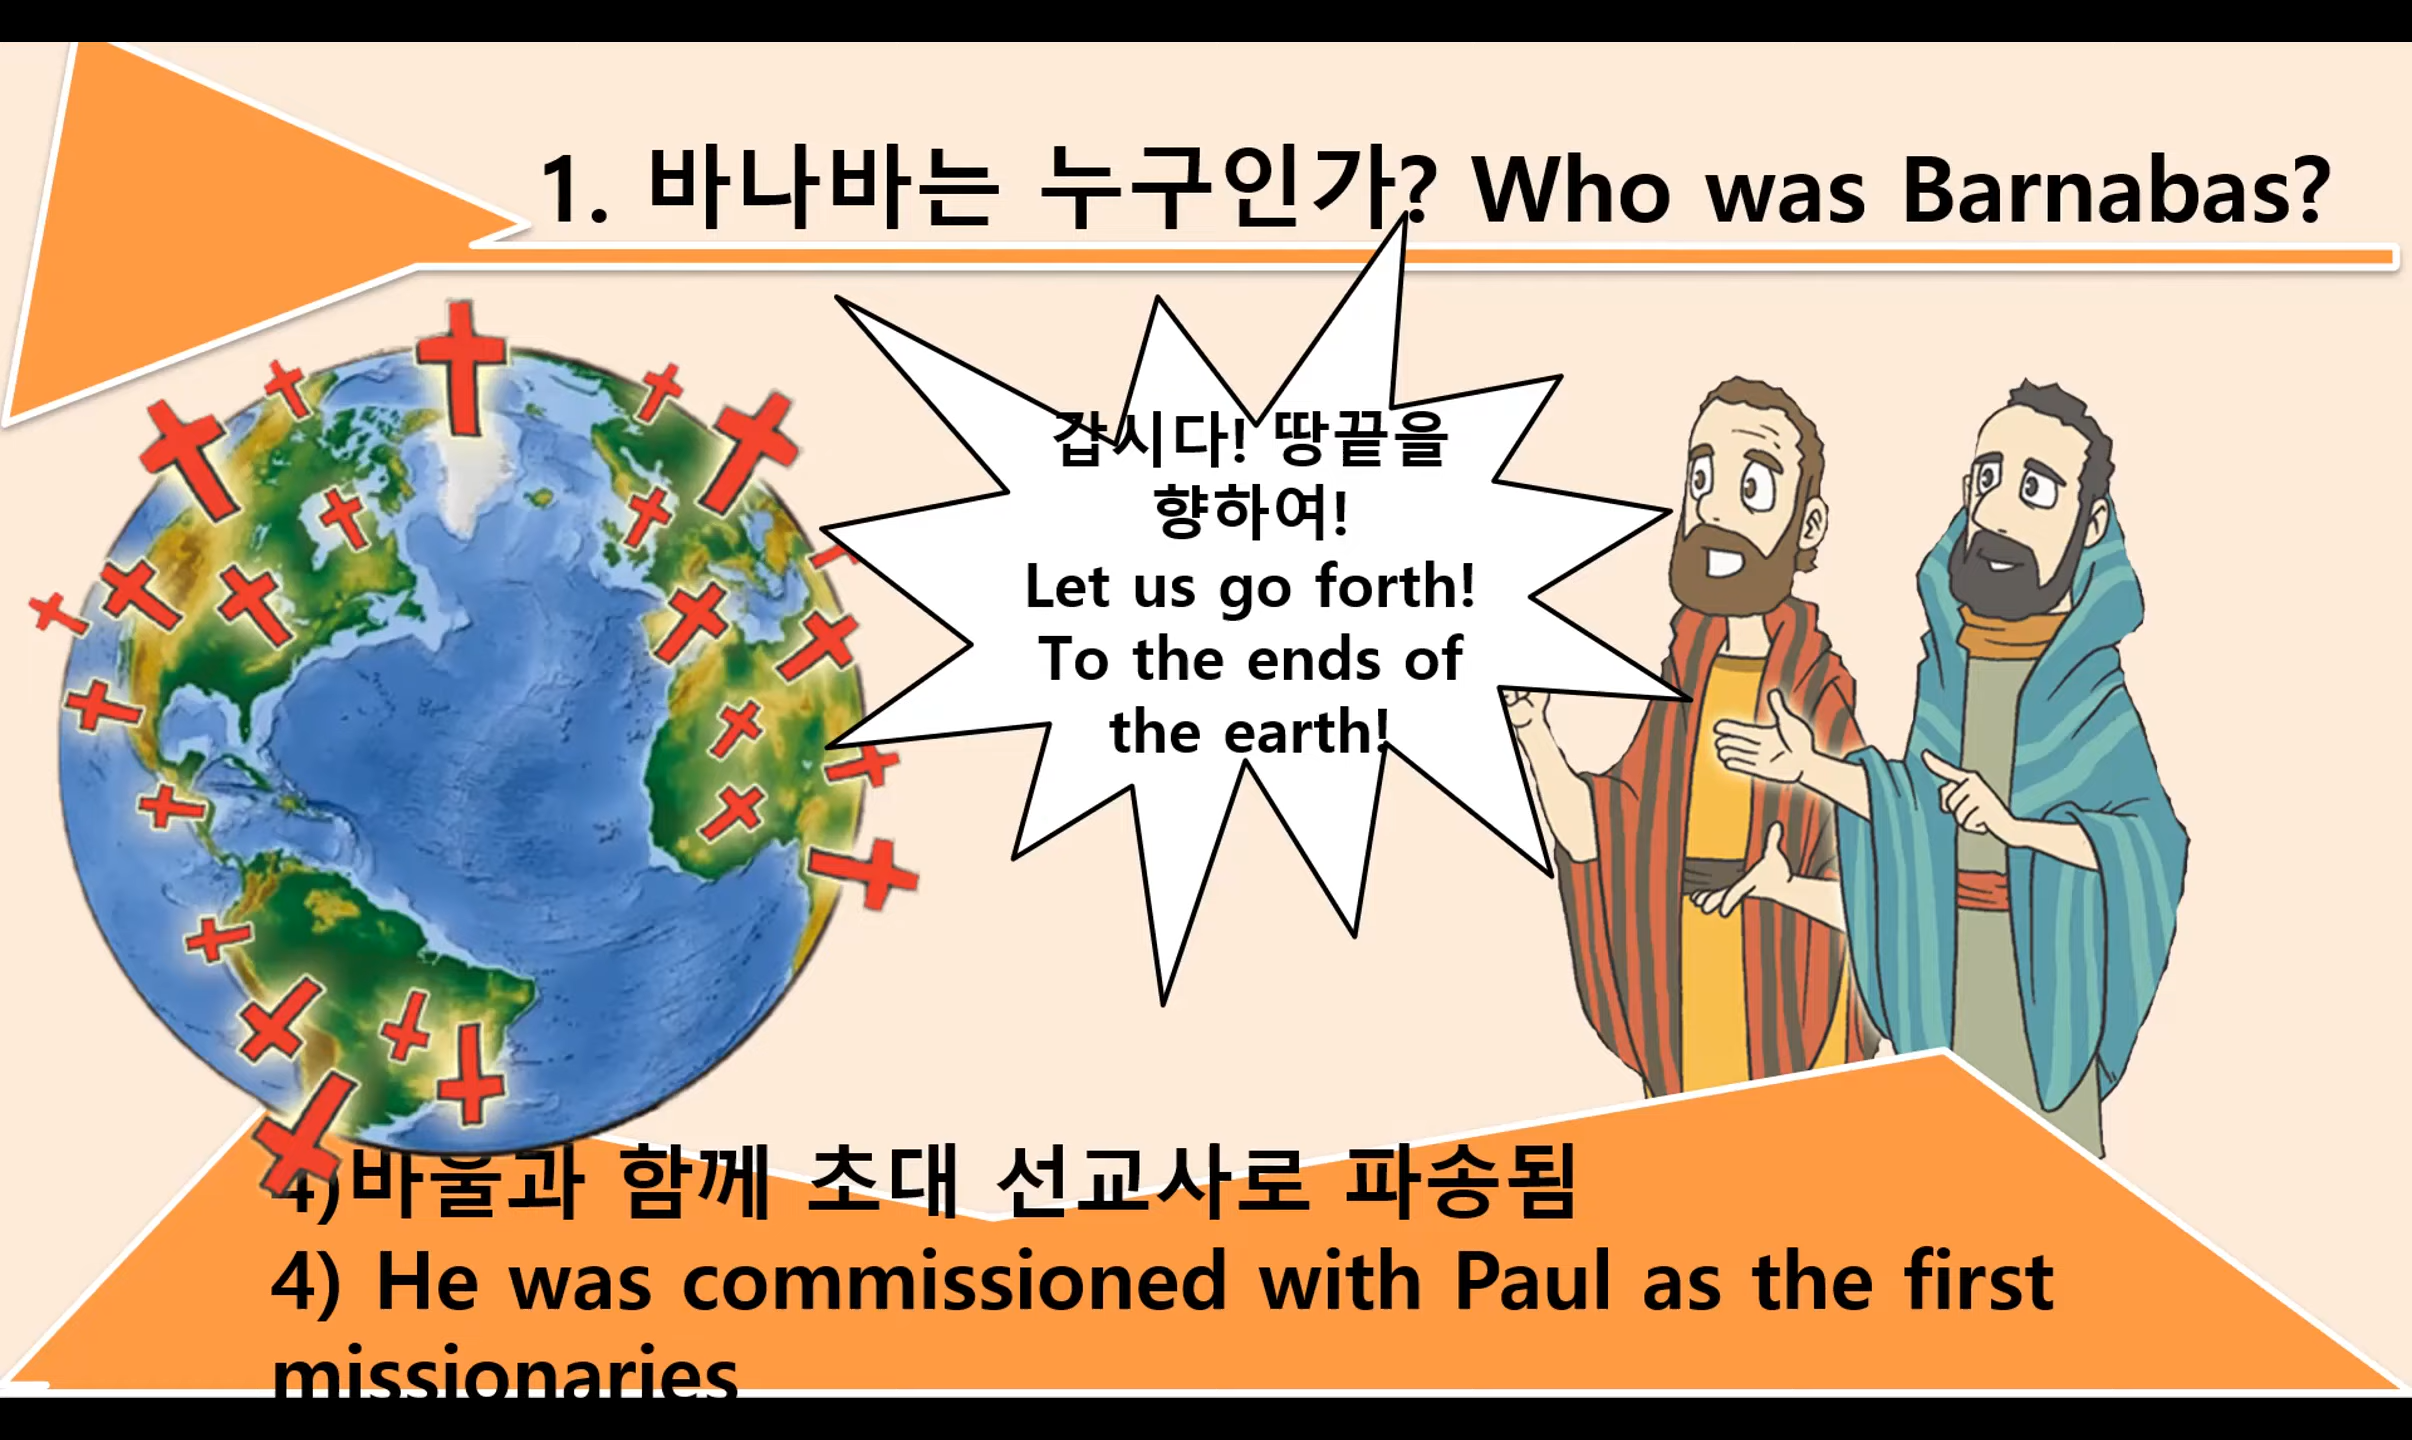 1. 바나바는 누구인가? Who was Barnabas?
갑시다! 땅끝을
향하여!
Let us go forth!
To the ends of
the earth!
4)바울과 함께 초대 선교사로 파송됨
4) He was commissioned with Paul as the first
missionaries